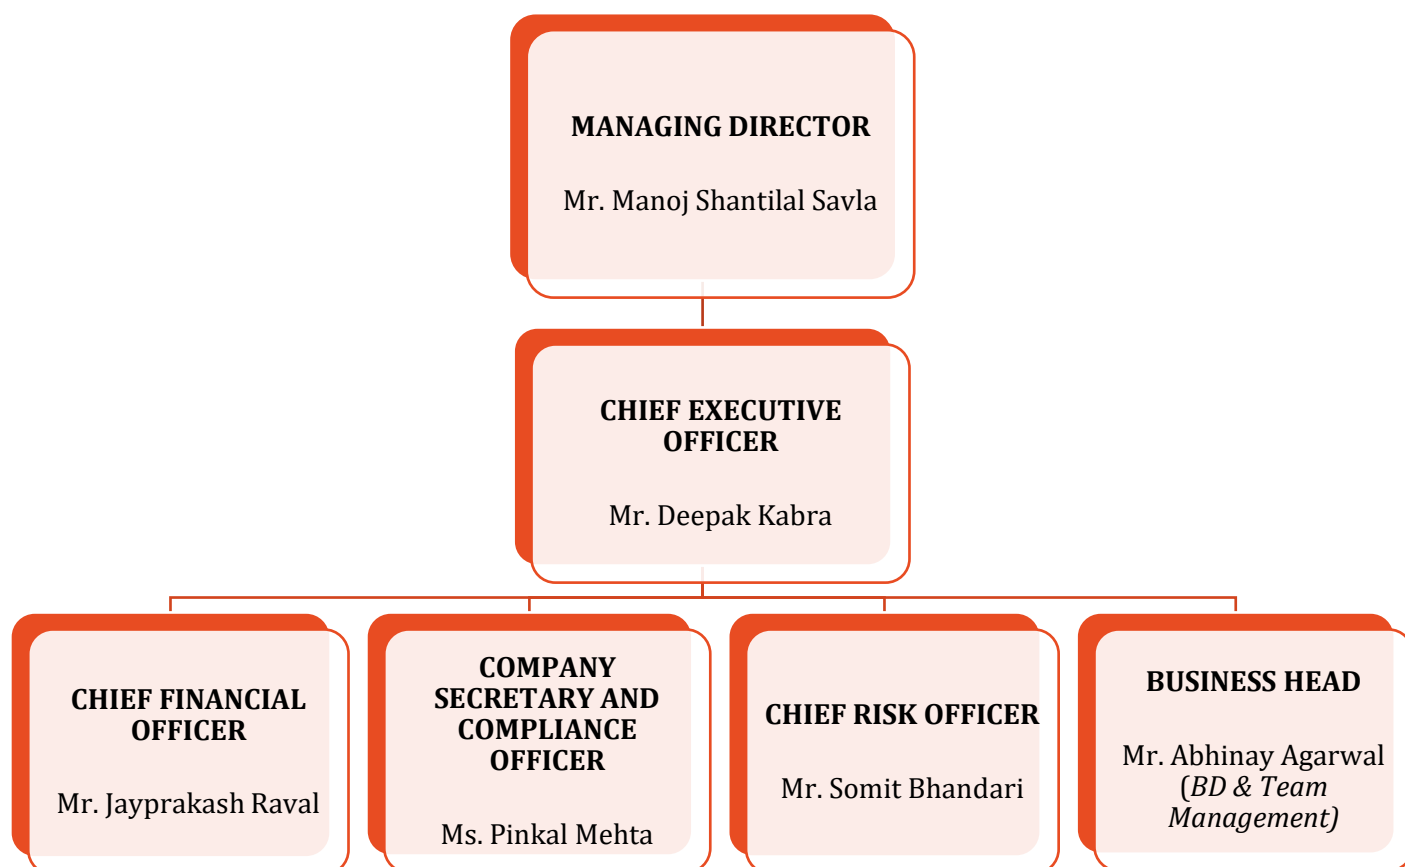 MANAGING DIRECTOR
Mr. Manoj Shantilal Savla
CHIEF EXECUTIVE
OFFICER
Mr. Deepak Kabra
CHIEF FINANCIAL
OFFICER
Mr. Jayprakash Raval
COMPANY
SECRETARY AND
COMPLIANCE
OFFICER
Ms. Pinkal Mehta
CHIEF RISK OFFICER
Mr. Somit Bhandari
BUSINESS HEAD
Mr. Abhinay Agarwal
(BD & Team
Management)